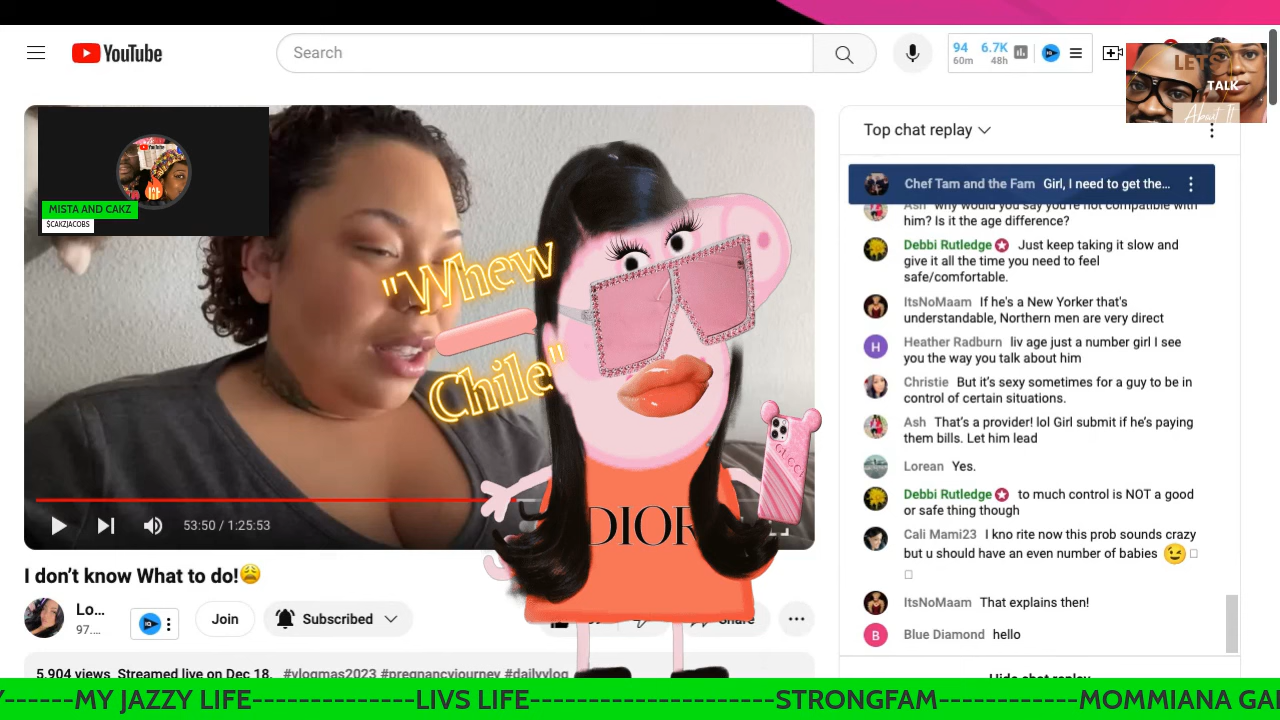 YouTube
Search
94
60m
6.7K
48h
LETS
TALK
About It
MISTA AND CAKZ
$CAKZJACOBS
"Whew
Chile"
GUCCI
DIOR
53:50 / 1:25:53
Top chat replay
Chef Tam and the Fam Girl, I need to get the...
Ash why would you say you're not compatible with
him? Is it the age difference?
Debbi Rutledge Just keep taking it slow and
give it all the time you need to feel
safe/comfortable.
ItsNoMaam If he's a New Yorker that's
understandable, Northern men are very direct
H
Heather Radburn liv age just a number girl I see
you the way you talk about him
Christie But it's sexy sometimes for a guy to be in
control of certain situations.
Ash That's a provider! lol Girl submit if he's paying
them bills. Let him lead
Lorean Yes.
Debbi Rutledge to much control is NOT a good
or safe thing though
Cali Mami23 I kno rite now this prob sounds crazy
but u should have an even number of babies 😉
ItsNoMaam That explains then!
B
Blue Diamond hello
Hide chat replay
I don't know What to do!😩
Lo...
97....
Join
Subscribed
Share
5,904 views Streamed live on Dec 18, #vlogmas2023 #pregnancyjourney #dailyvlog
Y------MY JAZZY LIFE--------------LIVS LIFE---------------------STRONGFAM------------MOMMIANA GA